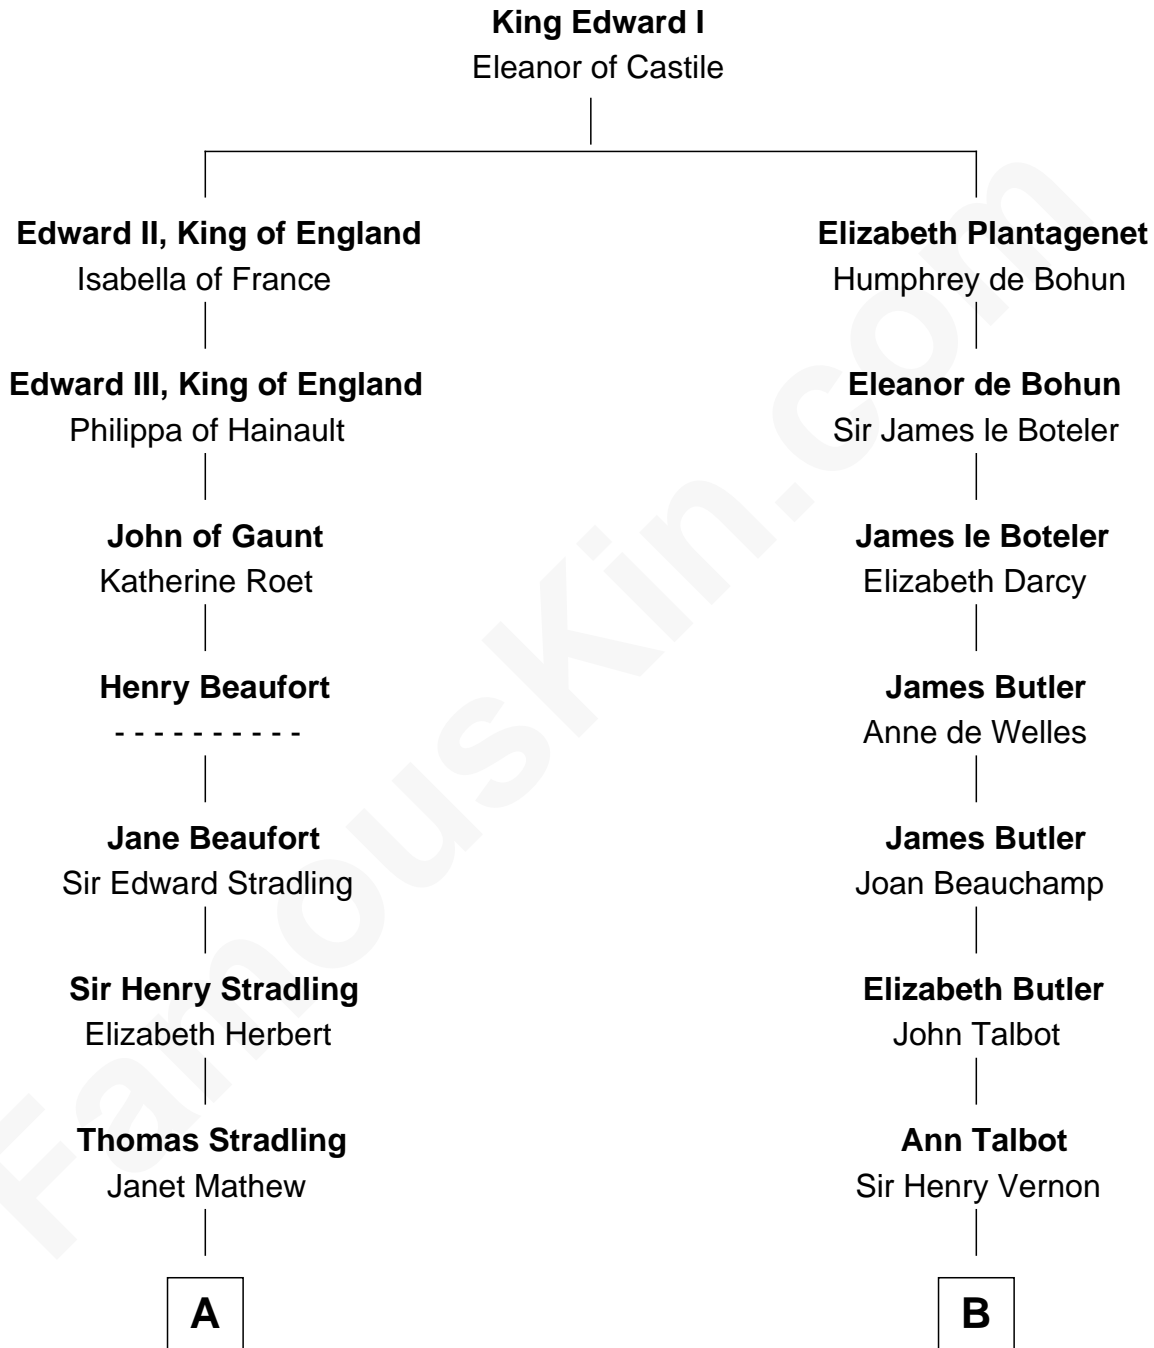 King Edward I
Eleanor of Castile
Edward II, King of England
Isabella of France
Elizabeth Plantagenet
Humphrey de Bohun
Edward III, King of England
Philippa of Hainault
Eleanor de Bohun
Sir James le Boteler
John of Gaunt
Katherine Roet
James le Boteler
Elizabeth Darcy
Henry Beaufort
- - - - - - - - - -
James Butler
Anne de Welles
Jane Beaufort
Sir Edward Stradling
James Butler
Joan Beauchamp
Sir Henry Stradling
Elizabeth Herbert
Elizabeth Butler
John Talbot
Thomas Stradling
Janet Mathew
Ann Talbot
Sir Henry Vernon
A
B
FamousKin.com